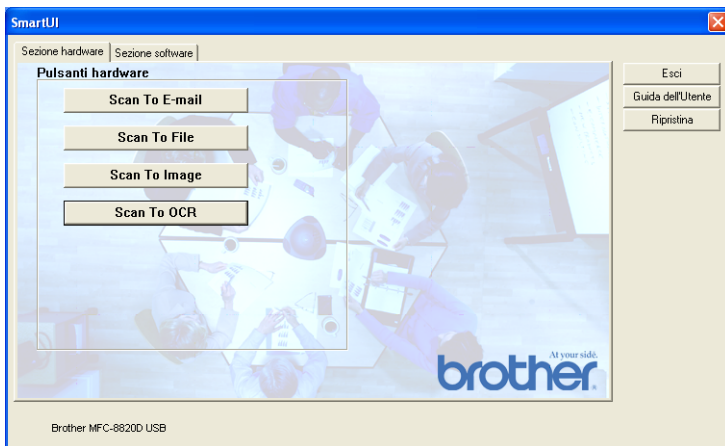 SmartUI
Sezione hardware
Sezione software
Pulsanti hardware
Scan To E-mail
Scan To File
Scan To Image
Scan To OCR
Esci
Guida dell'Utente
Ripristina
At your side.
brother
Brother MFC-8820D USB